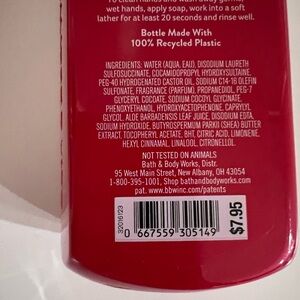 To clean hands and wash away germs,
wet hands, apply soap, work into a soft
lather for at least 20 seconds and rinse well.
Bottle Made With
100% Recycled Plastic
INGREDIENTS: WATER (AQUA, EAU), DISODIUM LAURETH
SULFOSUCCINATE, COCAMIDOPROPYL HYDROXYSULTAINE,
PEG-40 HYDROGENATED CASTOR OIL, SODIUM C14-16 OLEFIN
SULFONATE, FRAGRANCE (PARFUM), PROPANEDIOL, PEG-7
GLYCERYL COCOATE, SODIUM COCOYL GLYCINATE,
PHENOXYETHANOL, HYDROXYACETOPHENONE, CAPRYLYL
GLYCOL, ALOE BARBADENSIS LEAF JUICE, DISODIUM EDTA,
SODIUM HYDROXIDE, BUTYROSPERMUM PARKII (SHEA) BUTTER
EXTRACT, TOCOPHERYL ACETATE, BHT, CITRIC ACID, LIMONENE,
HEXYL CINNAMAL, LINALOOL, CITRONELLOL.
NOT TESTED ON ANIMALS
Bath & Body Works, Distr.
95 West Main Street, New Albany, OH 43054
1-800-395-1001, Shop bathandbodyworks.com
www.bbwinc.com/patents
32016123
0 667559 305149
$7.95